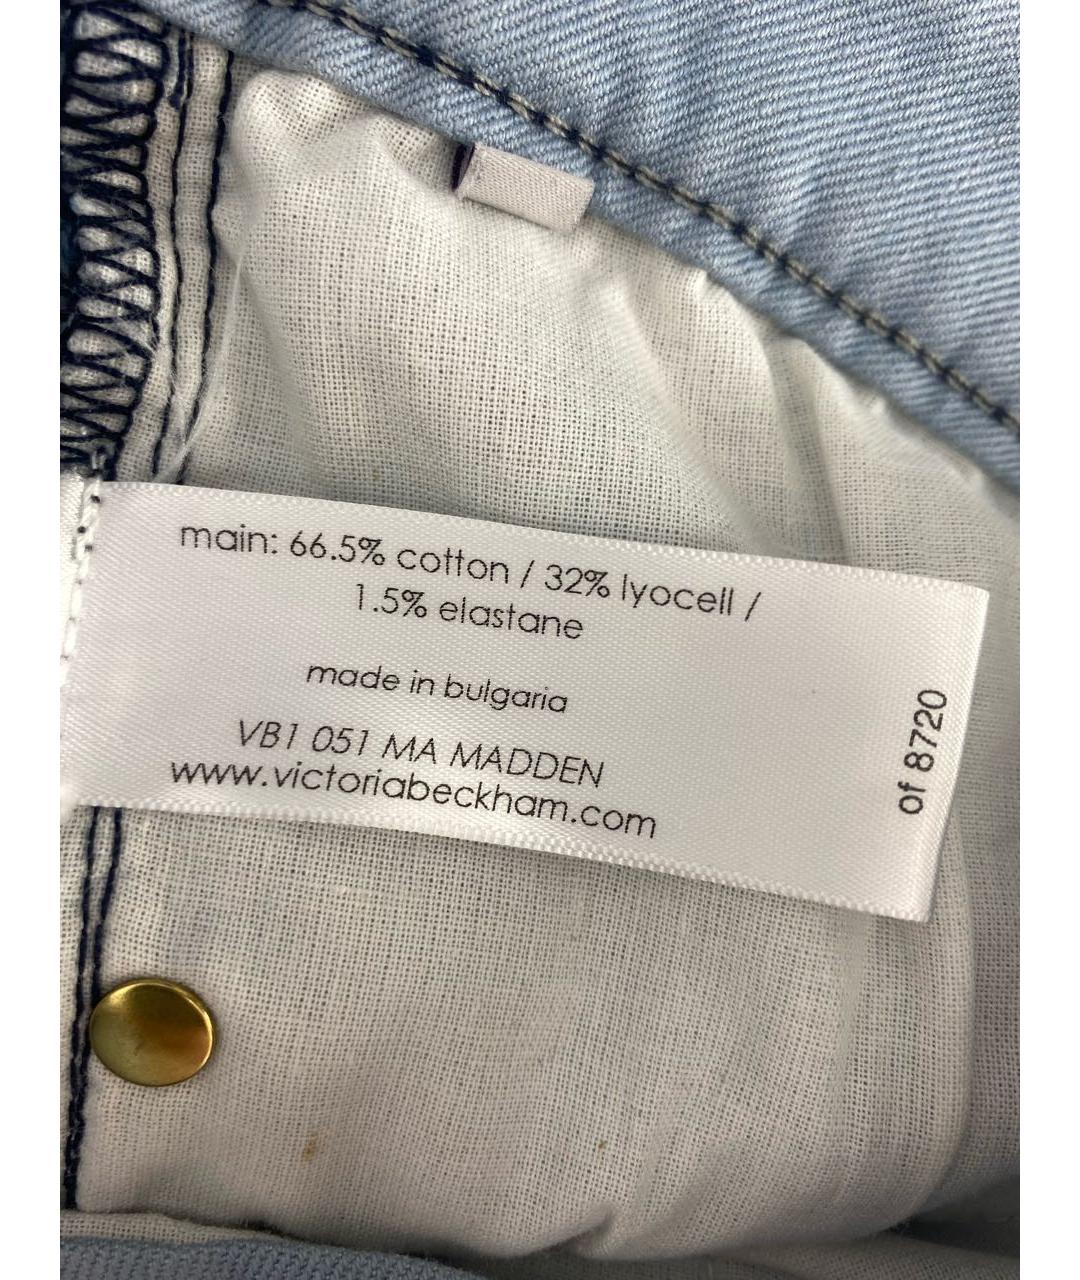 main: 66.5% cotton / 32% lyocell /
1.5% elastane
made in bulgaria
VB1 051 MA MADDEN
www.victoriabeckham.com
of 8720